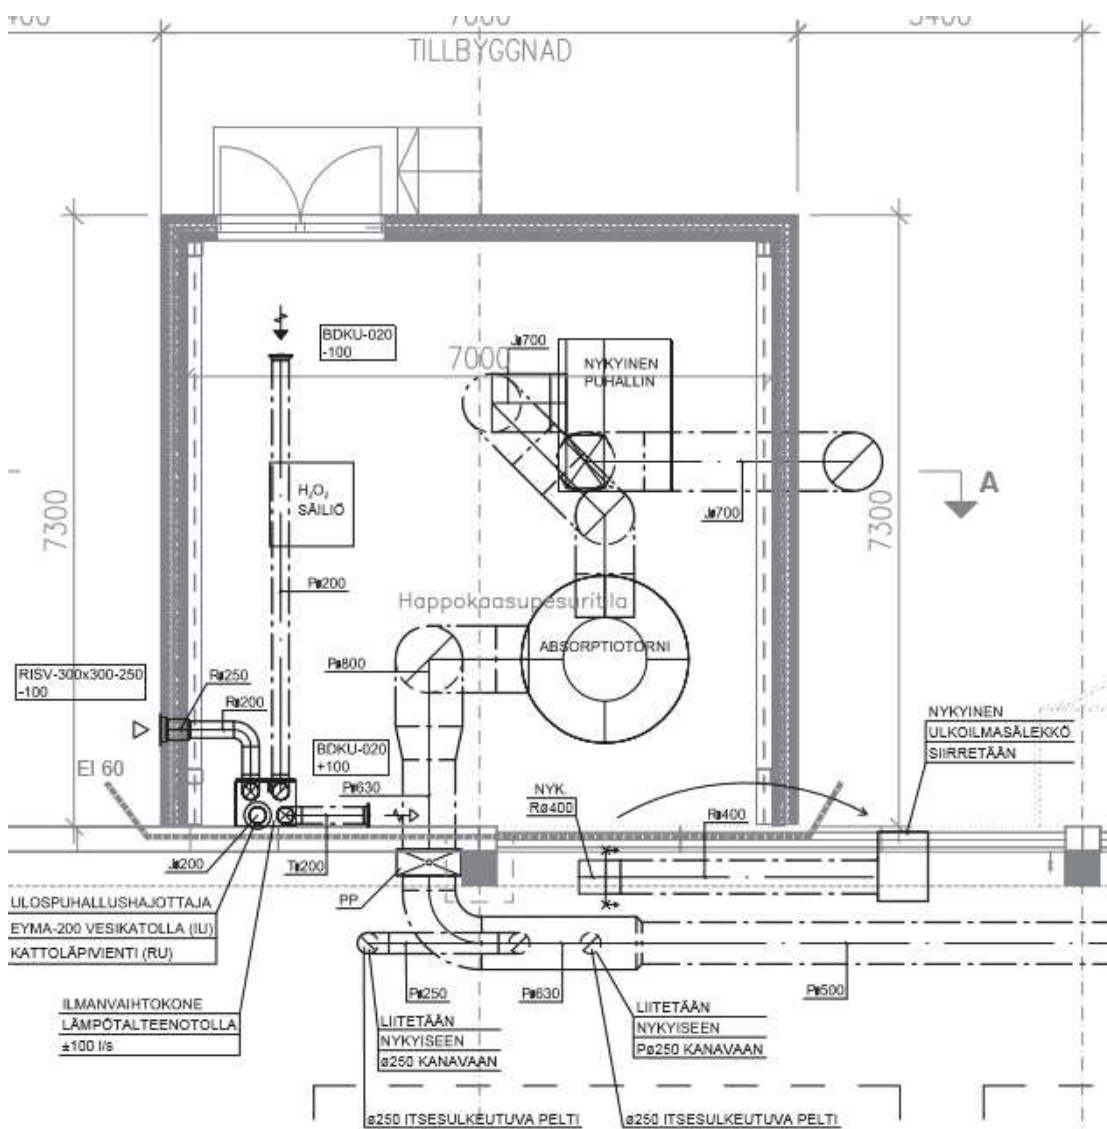 7000
TILLBYGGNAD
BDKU-020
-100
Jø700
7000
NYKYINEN
PUHALLIN
H₂O₂
SÄILIÖ
A
7300
7300
Jø700
Pø200
Happokaasupesuritila
ABSORPTIOTORNI
Pø800
RISV-300x300-250
-100
Rø250
Rø200
NYKYINEN
ULKOILMASÄLEKKÖ
SIIRRETÄÄN
BDKU-020
+100
EI 60
Pø630
NYK.
Rø400
Rø400
Jø200
Tø200
PP
ULOSPUHALLUSHAJOTTAJA
EYMA-200 VESIKATOLLA (IU)
KATTOLÄPIVIENTI (RU)
Pø250
Pø630
Pø500
ILMANVAIHTOKONE
LÄMPÖTALTEENOTOLLA
±100 l/s
LIITETÄÄN
NYKYISEEN
ø250 KANAVAAN
LIITETÄÄN
NYKYISEEN
Pø250 KANAVAAN
ø250 ITSESULKEUTUVA PELTI
ø250 ITSESULKEUTUVA PELTI